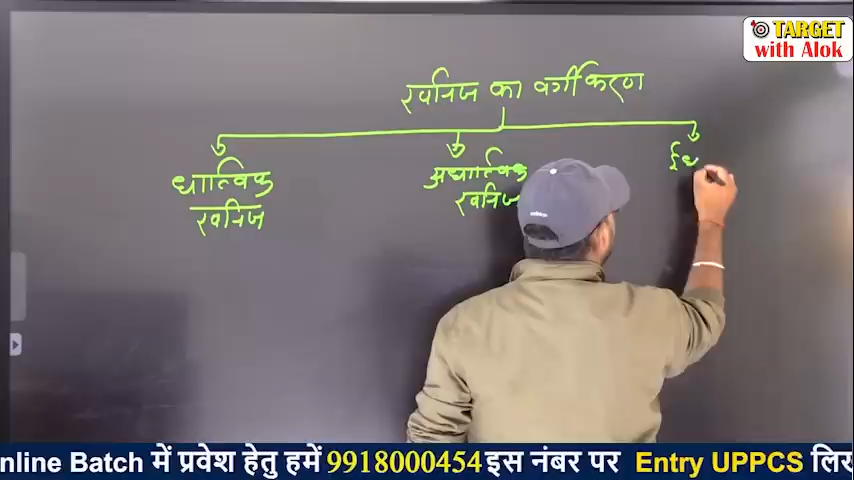 TARGET
with Alok
खनिज का वर्गीकरण
धात्विक
खनिज
अधात्विक
खनिज
ईध
nline Batch में प्रवेश हेतु हमें 9918000454 इस नंबर पर Entry UPPCS लिख